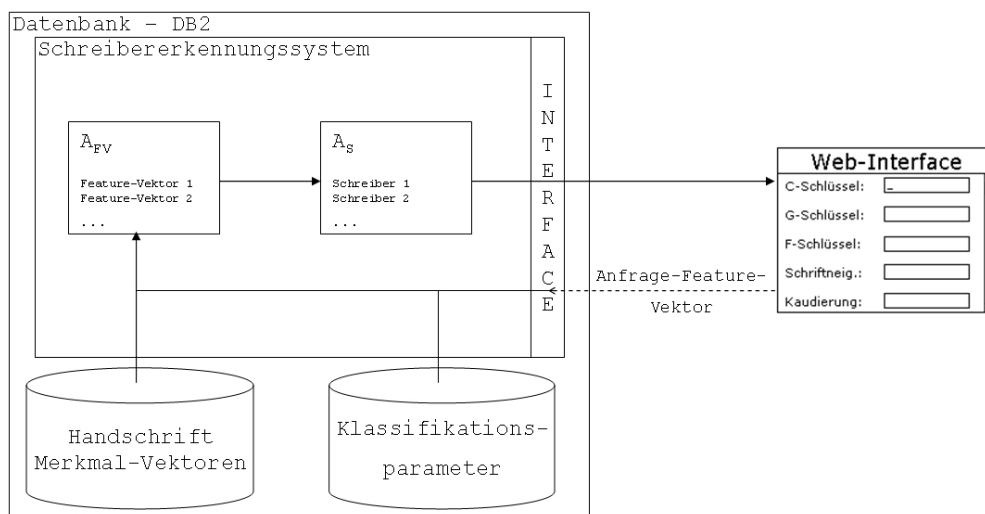 Datenbank – DB2
Schreibererkennungssystem
INTERFACE
A_FV
Feature-Vektor 1
Feature-Vektor 2
...
A_S
Schreiber 1
Schreiber 2
...
Web-Interface
C-Schlüssel: _
G-Schlüssel:
F-Schlüssel:
Schriftneig.:
Kaudierung:
Anfrage-Feature-
Vektor
Handschrift
Merkmal-Vektoren
Klassifikations-
parameter